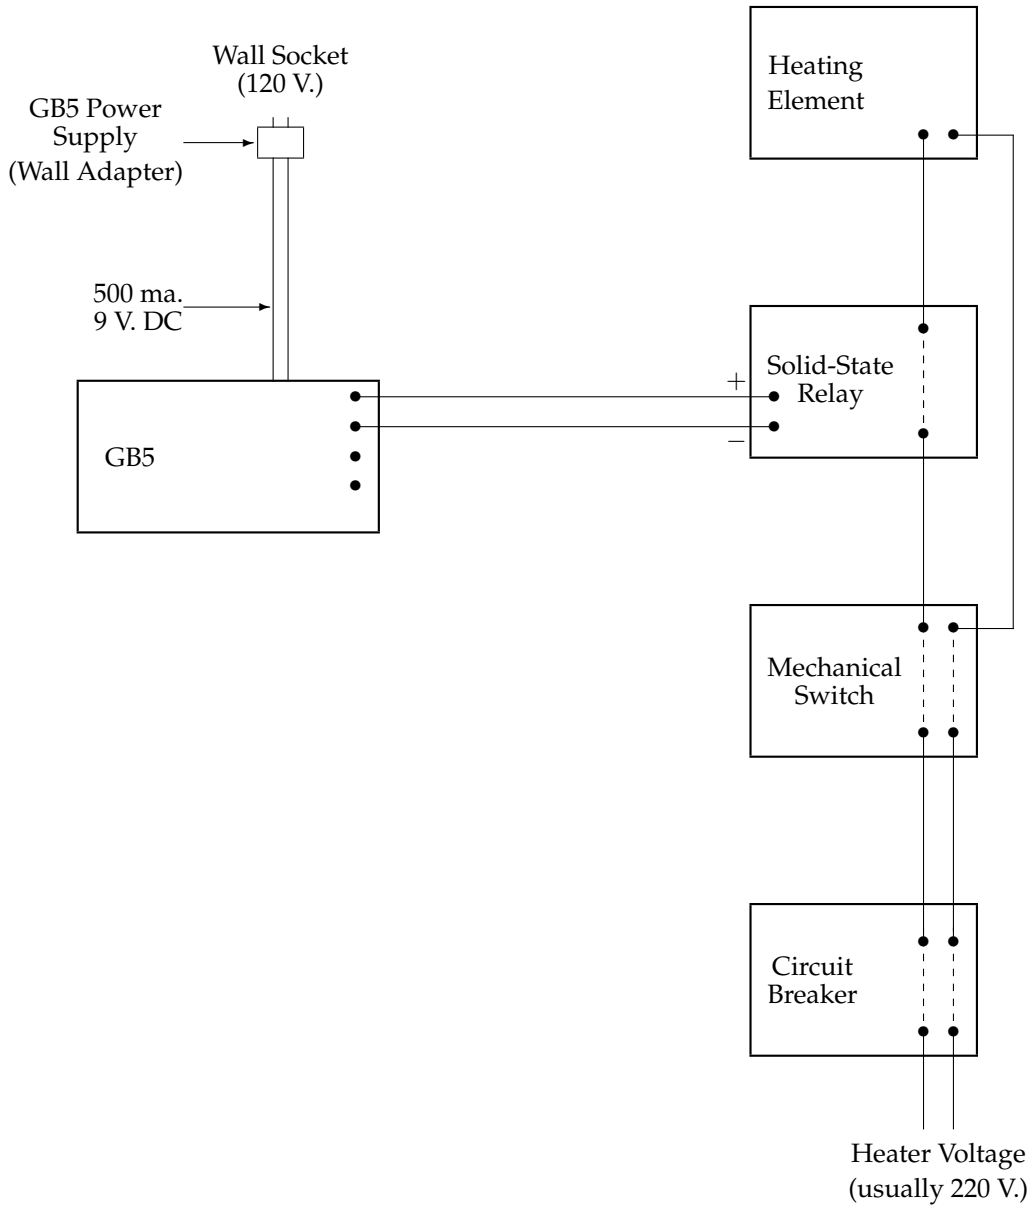 Wall Socket
(120 V.)
GB5 Power
Supply
(Wall Adapter)
500 ma.
9 V. DC
GB5
Heating
Element
+
Solid-State
Relay
−
Mechanical
Switch
Circuit
Breaker
Heater Voltage
(usually 220 V.)